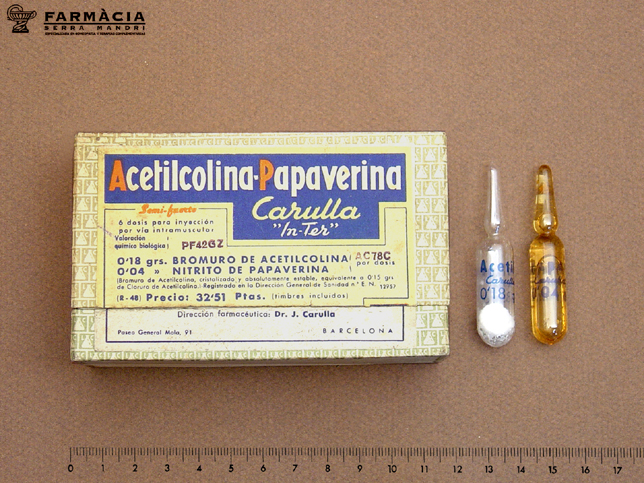 FARMÀCIA
SERRA MANDRI
Acetilcolina-Papaverina
Semi-fuerte
Carulla
"In-Ter"
6 dosis para inyección
por vía intramuscular
Valoración
químico biológica: PF42GZ
0'18 grs. BROMURO DE ACETILCOLINA AC78C
0'04 » NITRITO DE PAPAVERINA por dosis
(Bromuro de Acetilcolina, cristalizado y absolutamente estable, equivalente a 0'15 grs
de Cloruro de Acetilcolina.) Registrado en la Dirección General de Sanidad n.° E. N. 12957
(R-48) Precio: 32'51 Ptas. (timbres incluidos)
Dirección farmacéutica: Dr. J. Carulla
Paseo General Mola, 91 BARCELONA
Acetil
Carulla
0'18
PAP
0'04
0 1 2 3 4 5 6 7 8 9 10 11 12 13 14 15 16 17